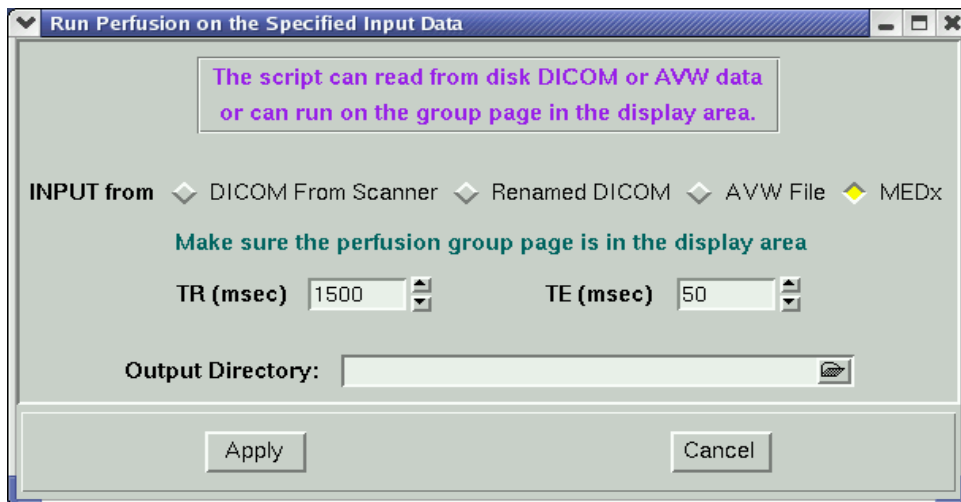 Run Perfusion on the Specified Input Data
The script can read from disk DICOM or AVW data
or can run on the group page in the display area.
INPUT from DICOM From Scanner Renamed DICOM AVW File MEDx
Make sure the perfusion group page is in the display area
TR (msec) 1500 TE (msec) 50
Output Directory:
Apply Cancel